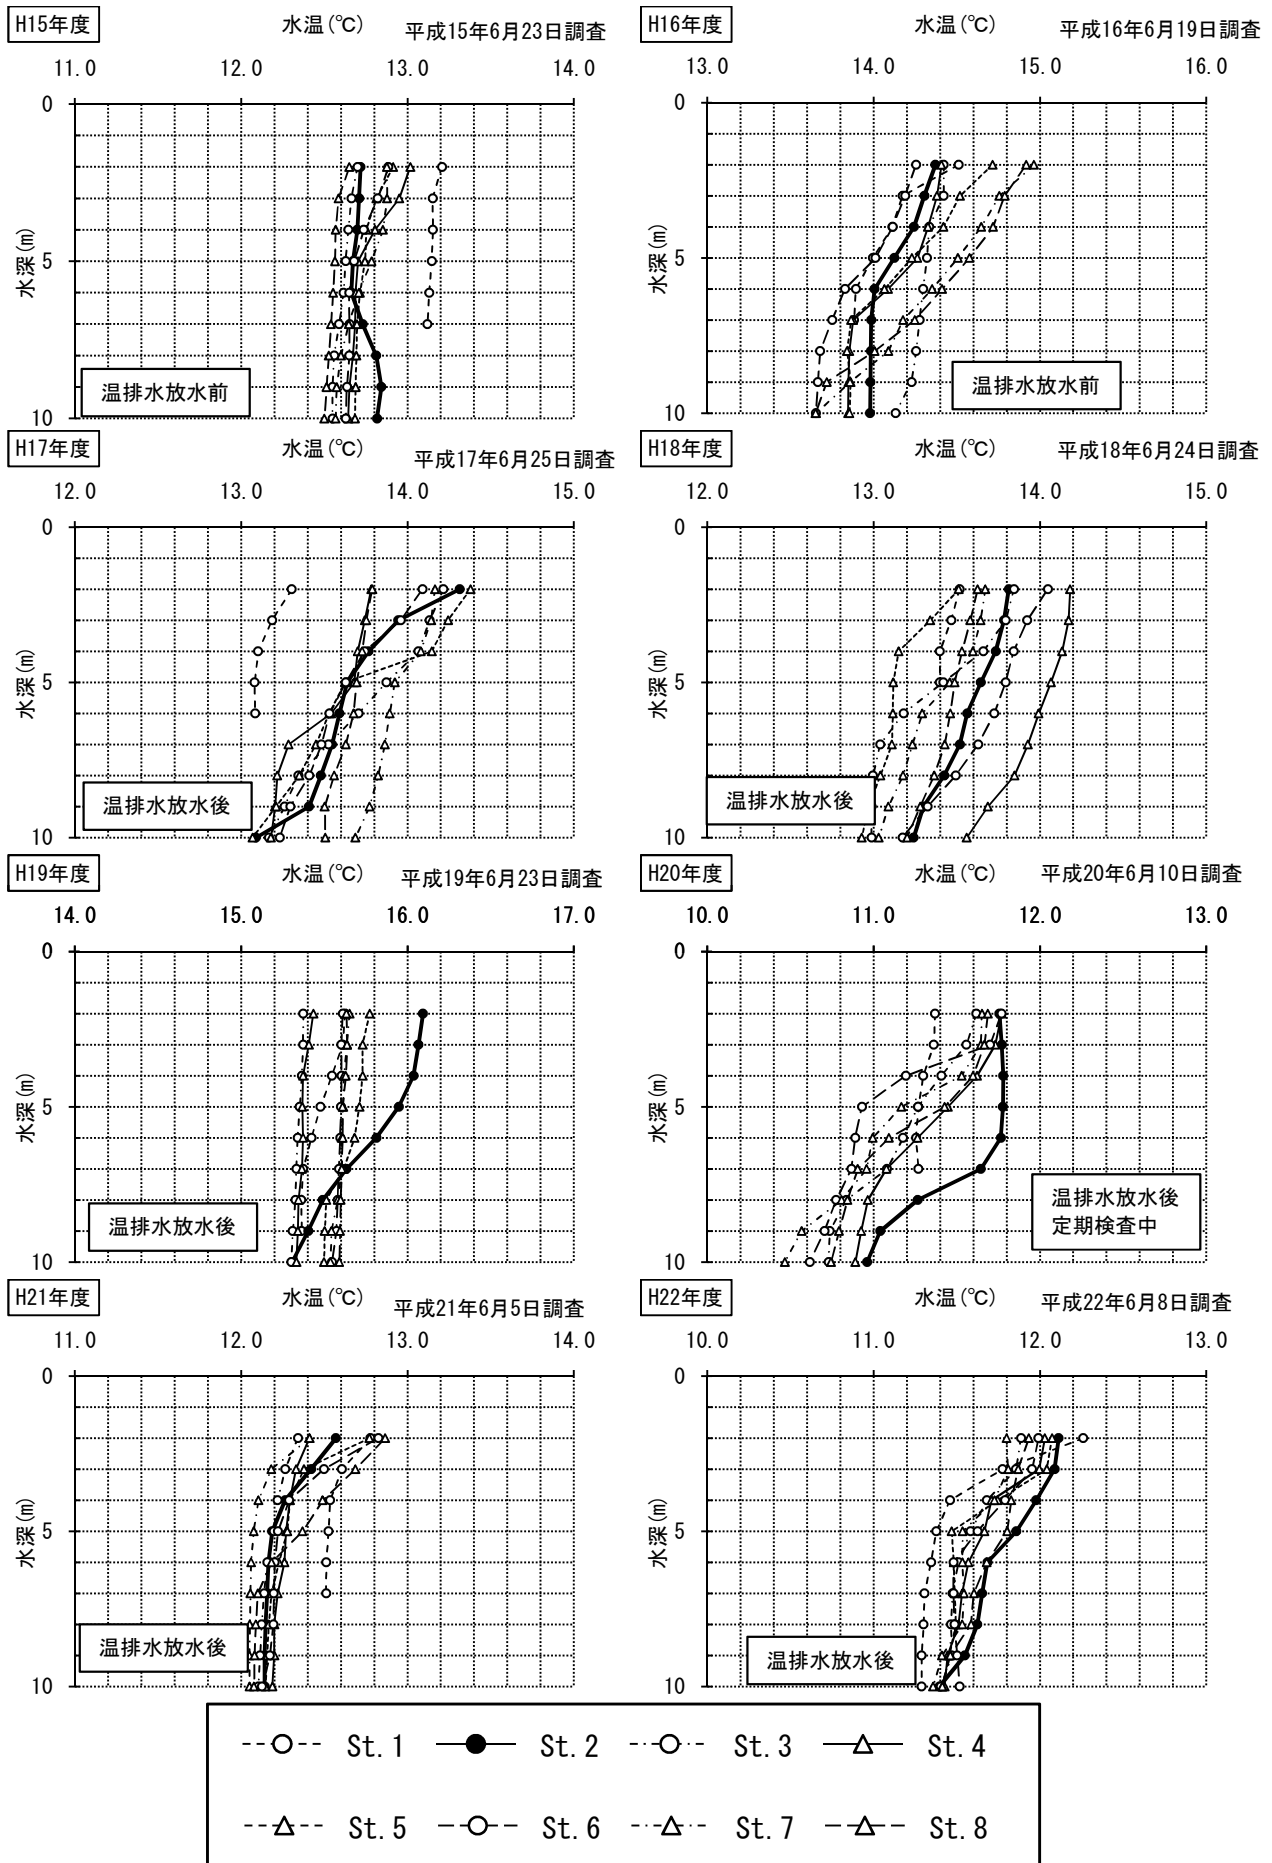 H15年度 水温(℃) 平成15年6月23日調査
11.0 12.0 13.0 14.0
0
5
10
水深(m)
温排水放水前
H16年度 水温(℃) 平成16年6月19日調査
13.0 14.0 15.0 16.0
0
5
10
水深(m)
温排水放水前
H17年度 水温(℃) 平成17年6月25日調査
12.0 13.0 14.0 15.0
0
5
10
水深(m)
温排水放水後
H18年度 水温(℃) 平成18年6月24日調査
12.0 13.0 14.0 15.0
0
5
10
水深(m)
温排水放水後
H19年度 水温(℃) 平成19年6月23日調査
14.0 15.0 16.0 17.0
0
5
10
水深(m)
温排水放水後
H20年度 水温(℃) 平成20年6月10日調査
10.0 11.0 12.0 13.0
0
5
10
水深(m)
温排水放水後
定期検査中
H21年度 水温(℃) 平成21年6月5日調査
11.0 12.0 13.0 14.0
0
5
10
水深(m)
温排水放水後
H22年度 水温(℃) 平成22年6月8日調査
10.0 11.0 12.0 13.0
0
5
10
水深(m)
温排水放水後
St.1 St.2 St.3 St.4
St.5 St.6 St.7 St.8